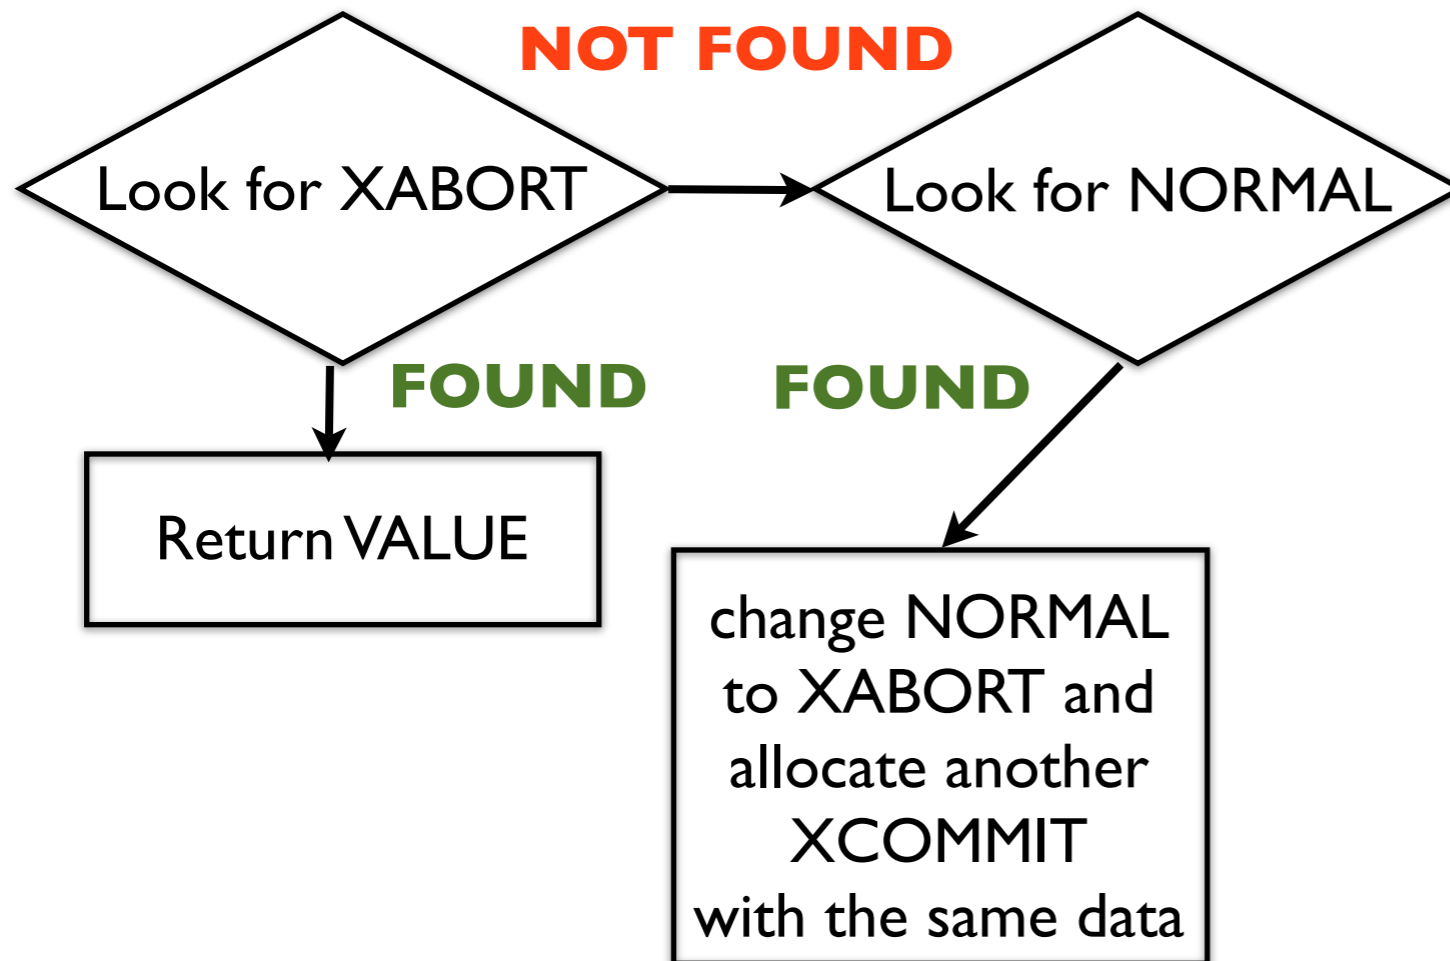 NOT FOUND
Look for XABORT
Look for NORMAL
FOUND
FOUND
Return VALUE
change NORMAL
to XABORT and
allocate another
XCOMMIT
with the same data